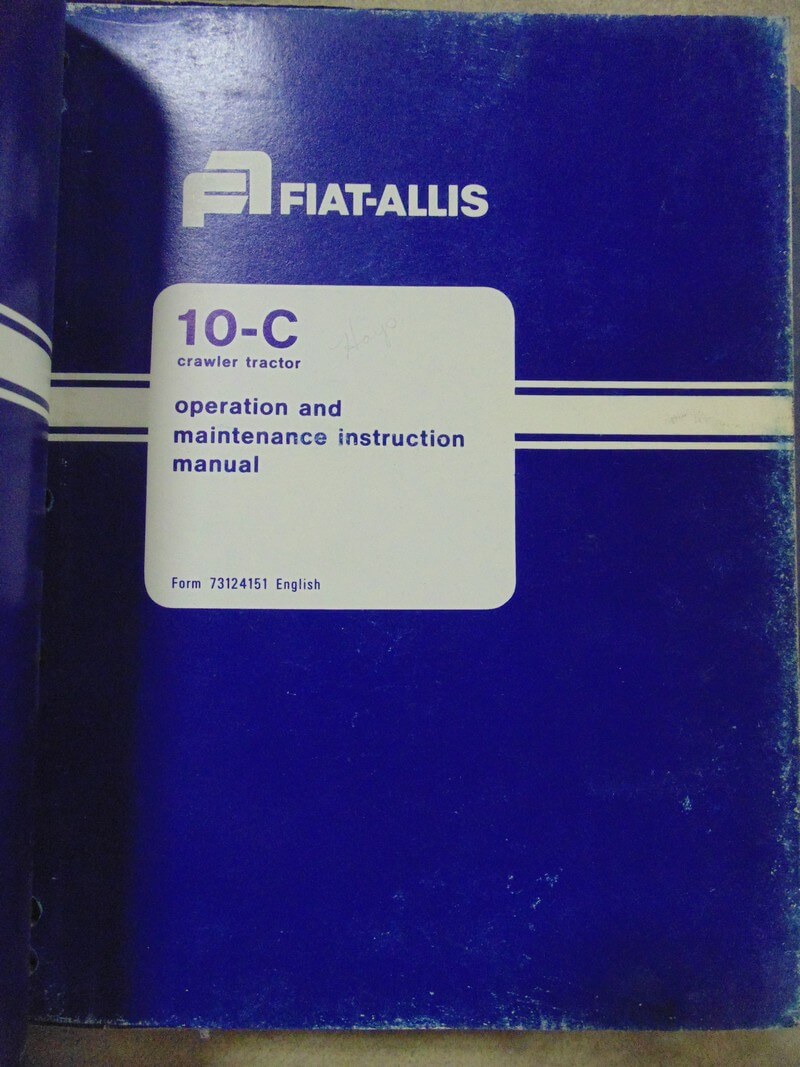 FIAT-ALLIS
10-C
crawler tractor
operation and
maintenance instruction
manual
Form 73124151 English